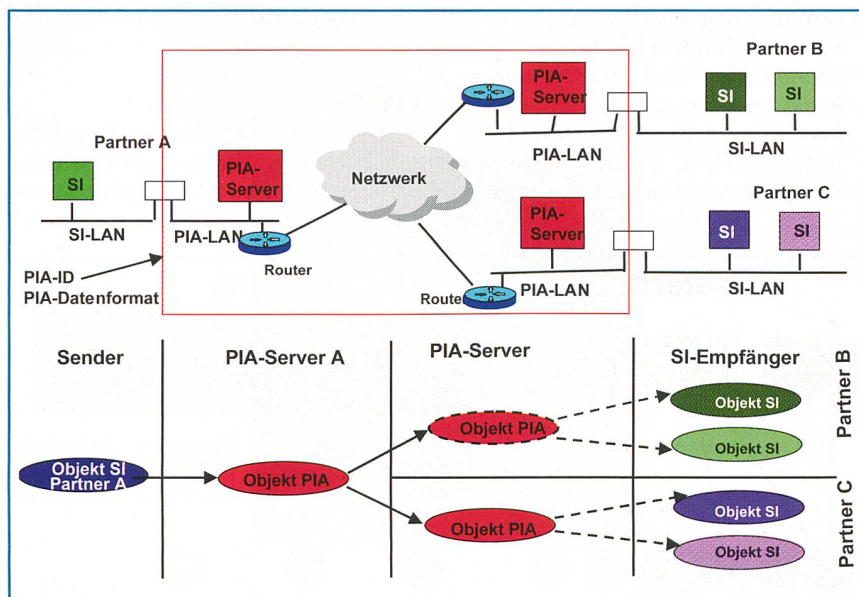 Partner B
PIA-
Server
SI
SI
PIA-LAN
SI-LAN
Partner A
SI
PIA-
Server
Netzwerk
SI-LAN
PIA-LAN
Router
PIA-ID
PIA-Datenformat
Partner C
PIA-
Server
SI
SI
Router
PIA-LAN
SI-LAN
Sender
PIA-Server A
PIA-Server
SI-Empfänger
Partner B
Objekt SI
Objekt PIA
Objekt SI
Objekt SI
Partner A
Objekt PIA
Partner C
Objekt SI
Objekt PIA
Objekt SI